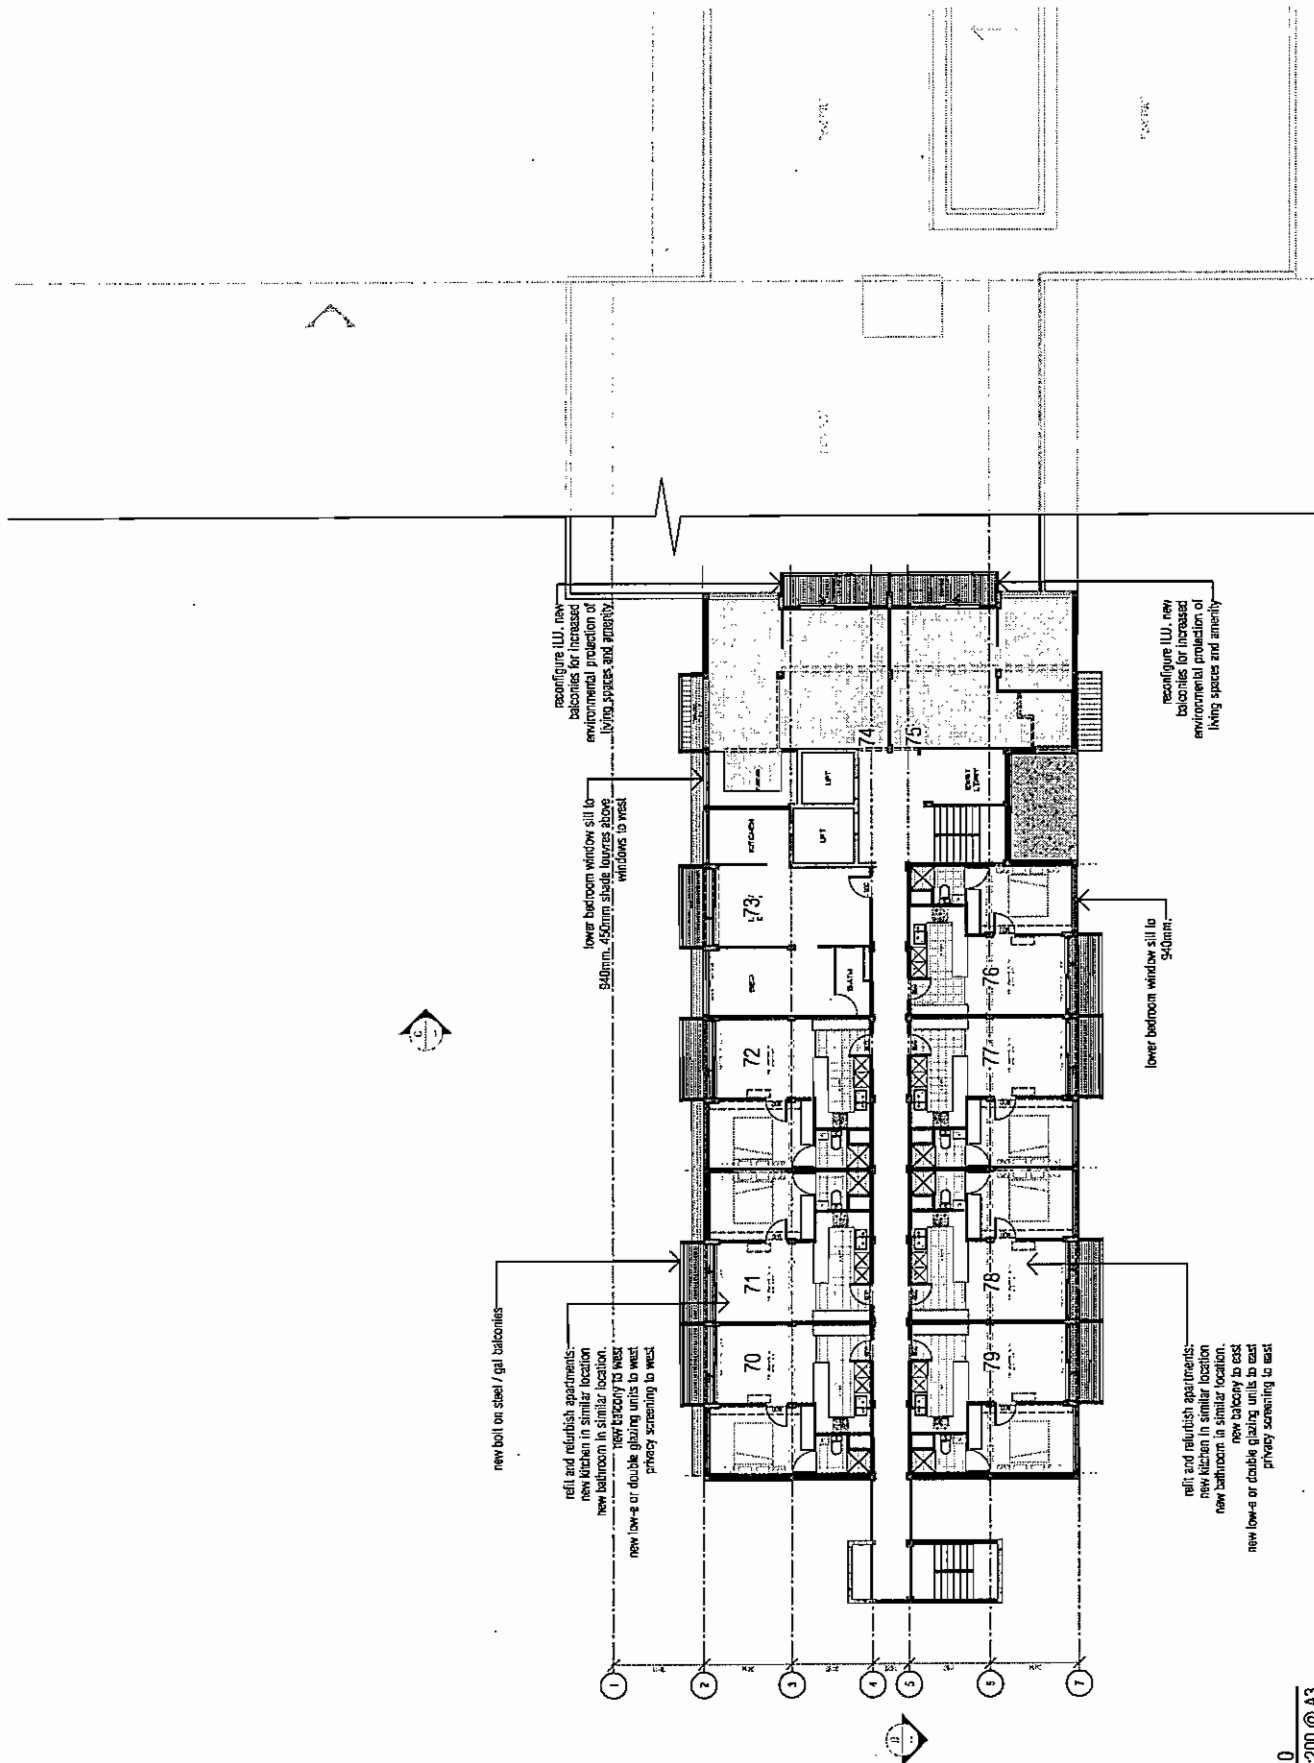 new bolt on steel / gal balconies
refit and refurbish apartments:
new kitchen in similar location
new bathroom in similar location.
new balcony to west
new low-e or double glazing units to west
privacy screening to west
lower bedroom window sill to
940mm. 450mm shade louvres above
windows to west
reconfigure ILU. new
balconies for increased
environmental protection of
living spaces and amenity
C
70
71
72
73
74
75
76
77
78
79
BED
BATH
KITCHEN
LIFT
LIFT
lower bedroom window sill to
940mm.
reconfigure ILU. new
balconies for increased
environmental protection of
living spaces and amenity
refit and refurbish apartments:
new kitchen in similar location
new bathroom in similar location.
new balcony to east
new low-e or double glazing units to east
privacy screening to east
1
2
3
4
5
6
7
0
200 @ A3